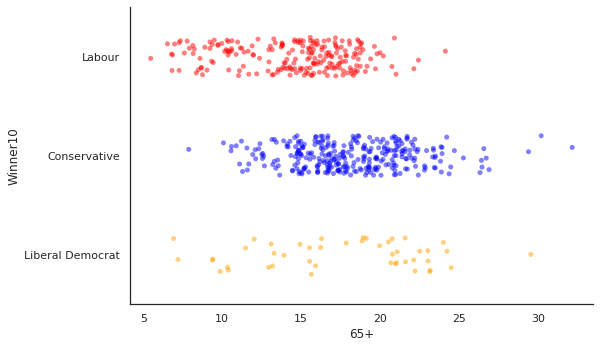 Labour
Conservative
Liberal Democrat
Winner10
5 10 15 20 25 30
65+